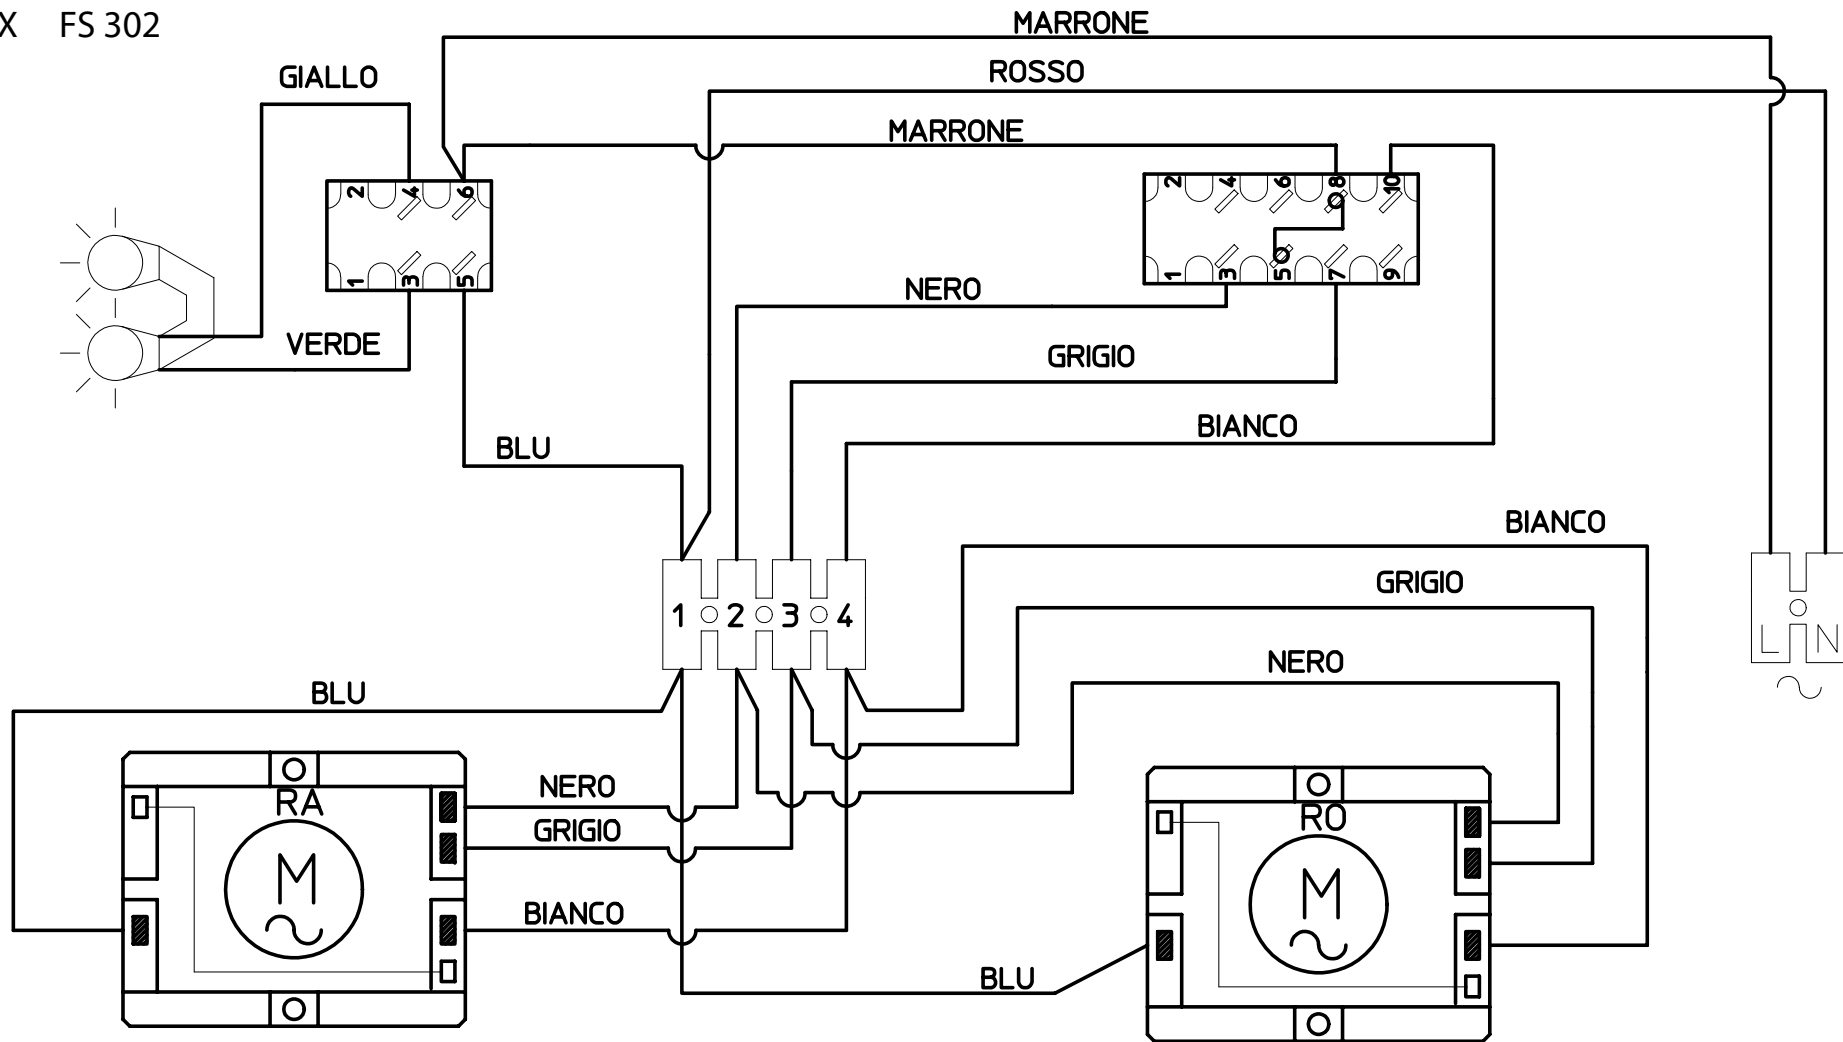 X FS 302
MARRONE
GIALLO
ROSSO
MARRONE
2 4 6
2 4 6 8 10
1 3 5
1 3 5 7 9
NERO
VERDE
GRIGIO
BIANCO
BLU
BIANCO
GRIGIO
1 2 3 4
L N
NERO
BLU
NERO
RA
RO
GRIGIO
M
M
BIANCO
BLU